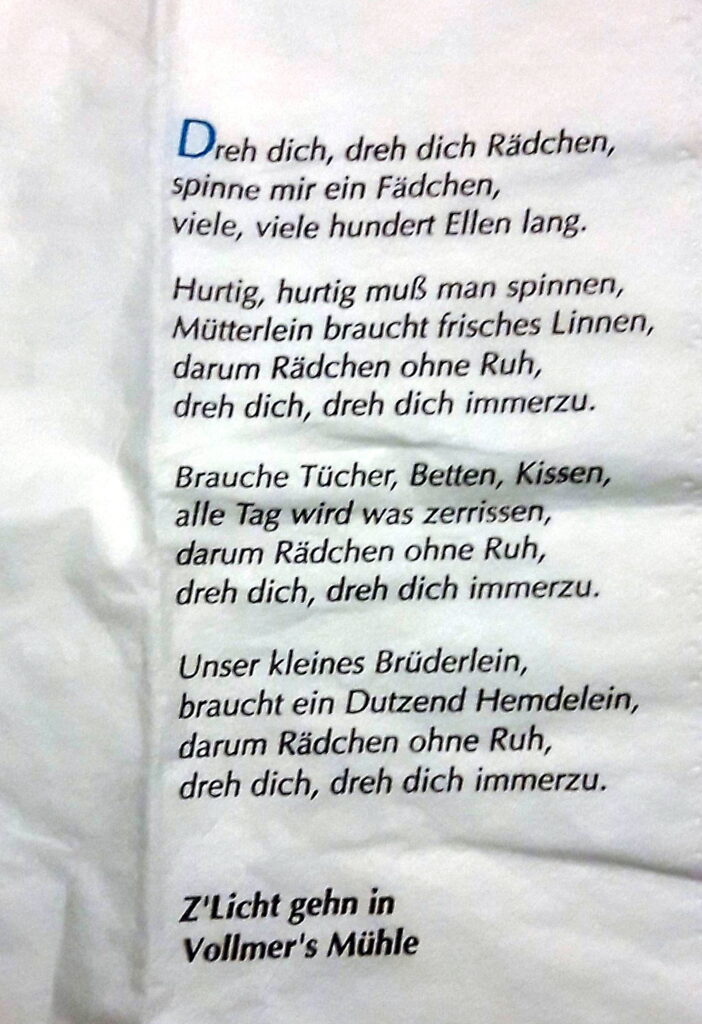 Dreh dich, dreh dich Rädchen,
spinne mir ein Fädchen,
viele, viele hundert Ellen lang.
Hurtig, hurtig muß man spinnen,
Mütterlein braucht frisches Linnen,
darum Rädchen ohne Ruh,
dreh dich, dreh dich immerzu.
Brauche Tücher, Betten, Kissen,
alle Tag wird was zerrissen,
darum Rädchen ohne Ruh,
dreh dich, dreh dich immerzu.
Unser kleines Brüderlein,
braucht ein Dutzend Hemdelein,
darum Rädchen ohne Ruh,
dreh dich, dreh dich immerzu.
Z'Licht gehn in
Vollmer's Mühle